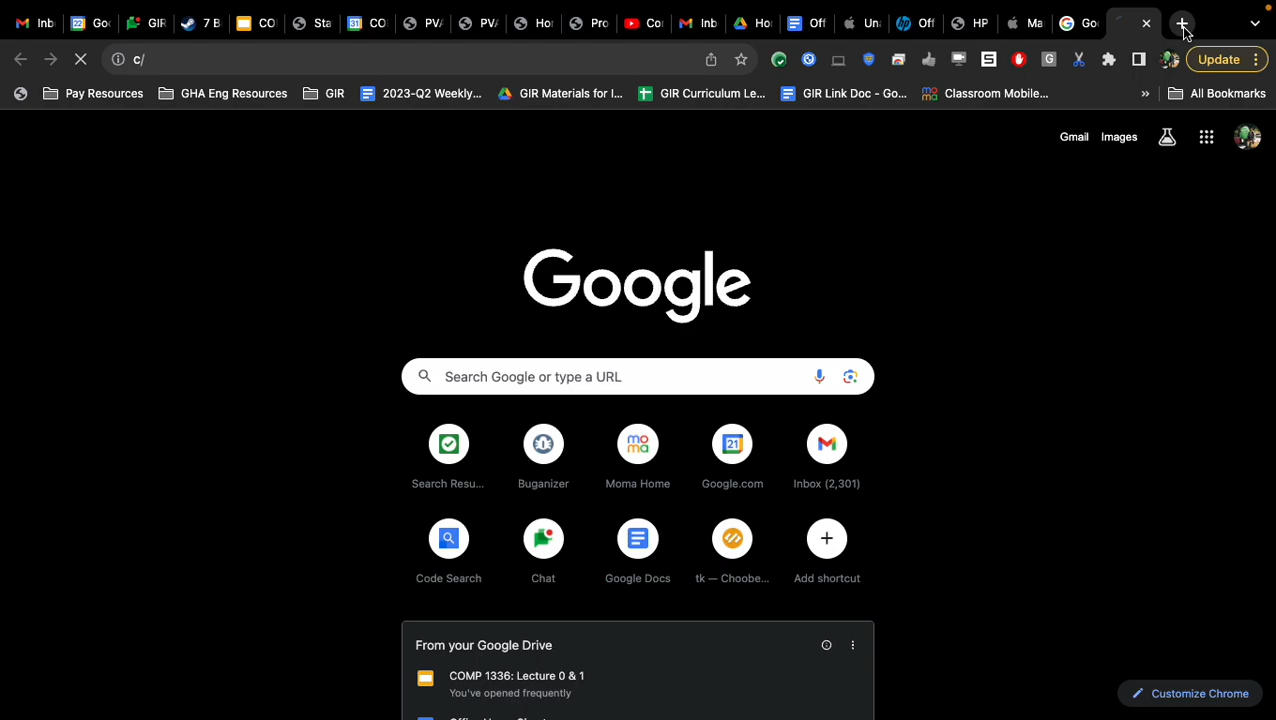 Inb Go GIR 7 B CO Sta CO PVA PVA Ho Pro Co Inb Ho Off Una Off HP Ma Go
c/ Update
Pay Resources GHA Eng Resources GIR 2023-Q2 Weekly... GIR Materials for I... GIR Curriculum Le... GIR Link Doc - Go... Classroom Mobile... » All Bookmarks
Gmail Images
Google
Search Google or type a URL
Search Resu... Buganizer Moma Home Google.com Inbox (2,301)
Code Search Chat Google Docs tk — Choobe... Add shortcut
From your Google Drive
COMP 1336: Lecture 0 & 1
You've opened frequently
Customize Chrome